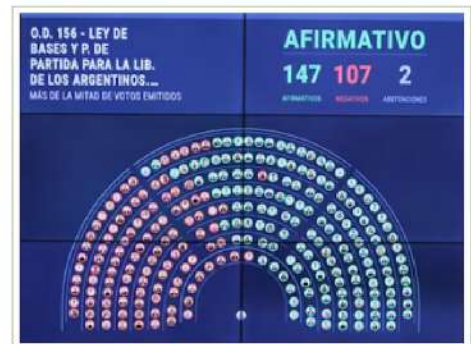 O.D. 156 - LEY DE
BASES Y P. DE
PARTIDA PARA LA LIB.
DE LOS ARGENTINOS....
MÁS DE LA MITAD DE VOTOS EMITIDOS
AFIRMATIVO
147 107 2
AFIRMATIVOS NEGATIVOS ABSTENCIONES